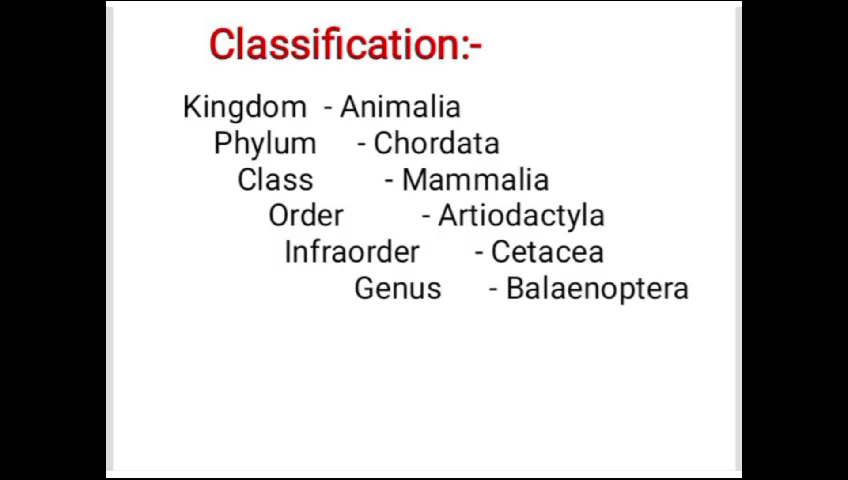 Classification:-
Kingdom - Animalia
Phylum - Chordata
Class - Mammalia
Order - Artiodactyla
Infraorder - Cetacea
Genus - Balaenoptera